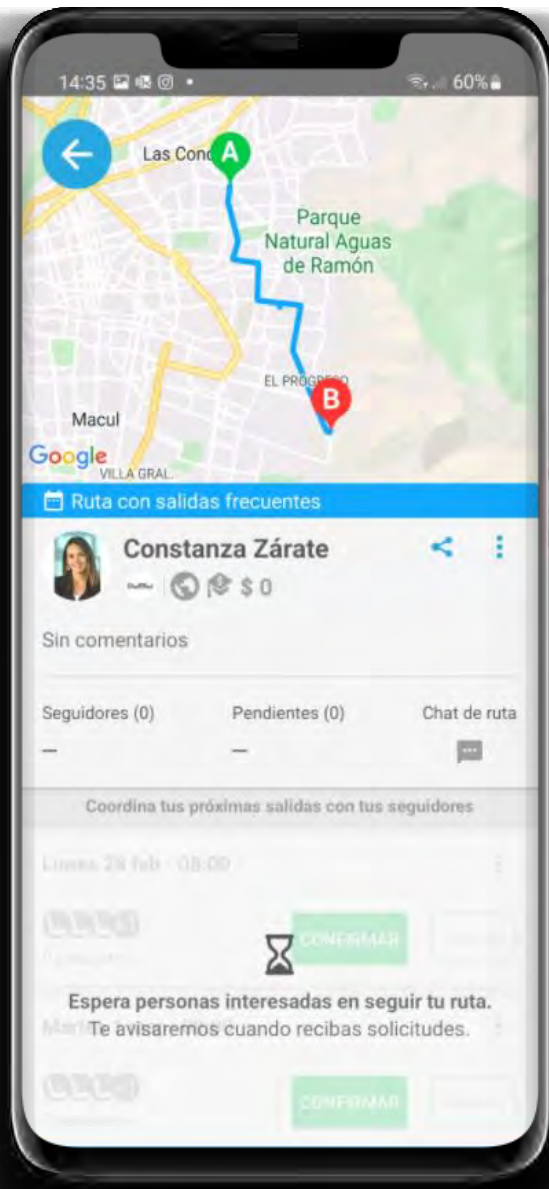 14:35
60%
Las Cond
A
Parque
Natural Aguas
de Ramón
EL PROGRESO
B
Macul
Google
VILLA GRAL.
Ruta con salidas frecuentes
Constanza Zárate
$ 0
Sin comentarios
Seguidores (0) Pendientes (0) Chat de ruta
— —
Coordina tus próximas salidas con tus seguidores
Lunes 28 feb - 08:00
CONFIRMAR
Espera personas interesadas en seguir tu ruta.
Te avisaremos cuando recibas solicitudes.
CONFIRMAR